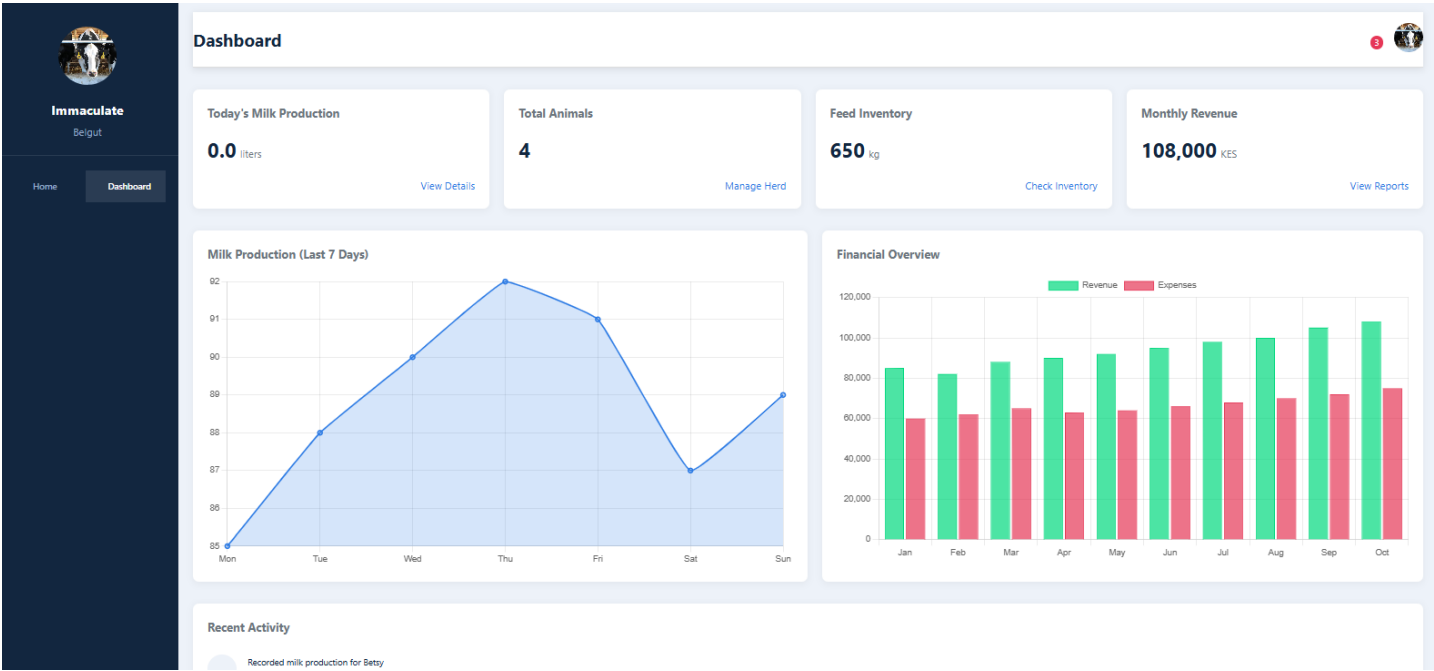 Immaculate
Belgut
Home
Dashboard
Dashboard
3
Today's Milk Production
0.0 liters
View Details
Total Animals
4
Manage Herd
Feed Inventory
650 kg
Check Inventory
Monthly Revenue
108,000 KES
View Reports
Milk Production (Last 7 Days)
92
91
90
89
88
87
86
85
Mon Tue Wed Thu Fri Sat Sun
Financial Overview
Revenue Expenses
120,000
100,000
80,000
60,000
40,000
20,000
0
Jan Feb Mar Apr May Jun Jul Aug Sep Oct
Recent Activity
Recorded milk production for Betsy